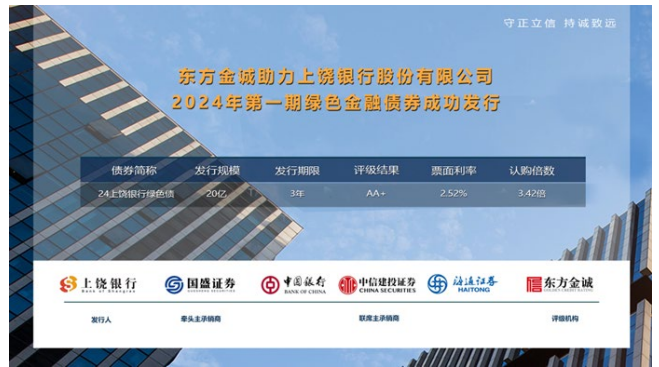 守正立信 持诚致远
东方金诚助力上饶银行股份有限公司
2024年第一期绿色金融债券成功发行
债券简称 发行规模 发行期限 评级结果 票面利率 认购倍数
24上饶银行绿色债 20亿 3年 AA+ 2.52% 3.42倍
上饶银行 国盛证券 中国银行 中信建投证券 海通证券 东方金诚
Bank of Shangrao BANK OF CHINA CHINA SECURITIES HAITONG
发行人 牵头主承销商 联席主承销商 评级机构